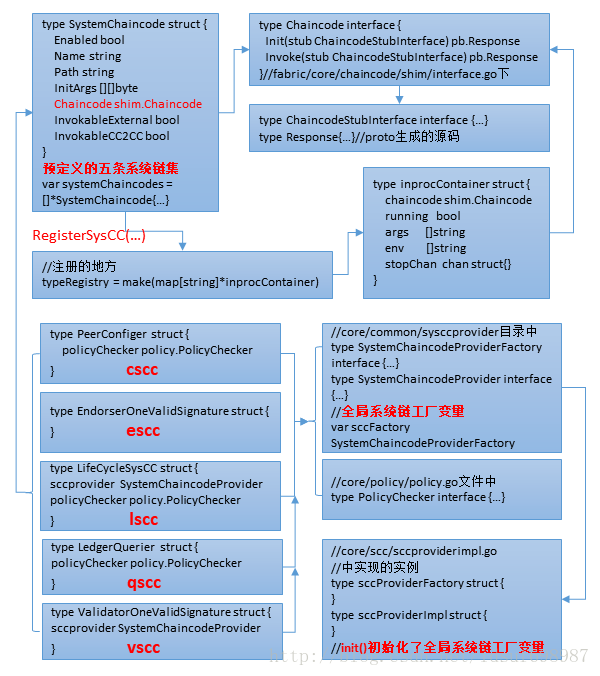 type SystemChaincode struct {
Enabled bool
Name string
Path string
InitArgs [][]byte
Chaincode shim.Chaincode
InvokableExternal bool
InvokableCC2CC bool
}
预定义的五条系统链集
var systemChaincodes =
[]*SystemChaincode{...}
type Chaincode interface {
Init(stub ChaincodeStubInterface) pb.Response
Invoke(stub ChaincodeStubInterface) pb.Response
}//fabric/core/chaincode/shim/interface.go下
type ChaincodeStubInterface interface {...}
type Response{...}//proto生成的源码
type inprocContainer struct {
chaincode shim.Chaincode
running bool
args []string
env []string
stopChan chan struct{}
}
RegisterSysCC(...)
//注册的地方
typeRegistry = make(map[string]*inprocContainer)
type PeerConfiger struct {
policyChecker policy.PolicyChecker
} cscc
type EndorserOneValidSignature struct {
} escc
type LifeCycleSysCC struct {
sccprovider SystemChaincodeProvider
policyChecker policy.PolicyChecker
} lscc
type LedgerQuerier struct {
policyChecker policy.PolicyChecker
} qscc
type ValidatorOneValidSignature struct {
sccprovider SystemChaincodeProvider
} vscc
//core/common/sysccprovider目录中
type SystemChaincodeProviderFactory
interface {...}
type SystemChaincodeProvider interface
{...}
//全局系统链工厂变量
var sccFactory
SystemChaincodeProviderFactory
//core/policy/policy.go文件中
type PolicyChecker interface {...}
//core/scc/sccproviderimpl.go
//中实现的实例
type sccProviderFactory struct {
}
type sccProviderImpl struct {
}
//init()初始化了全局系统链工厂变量